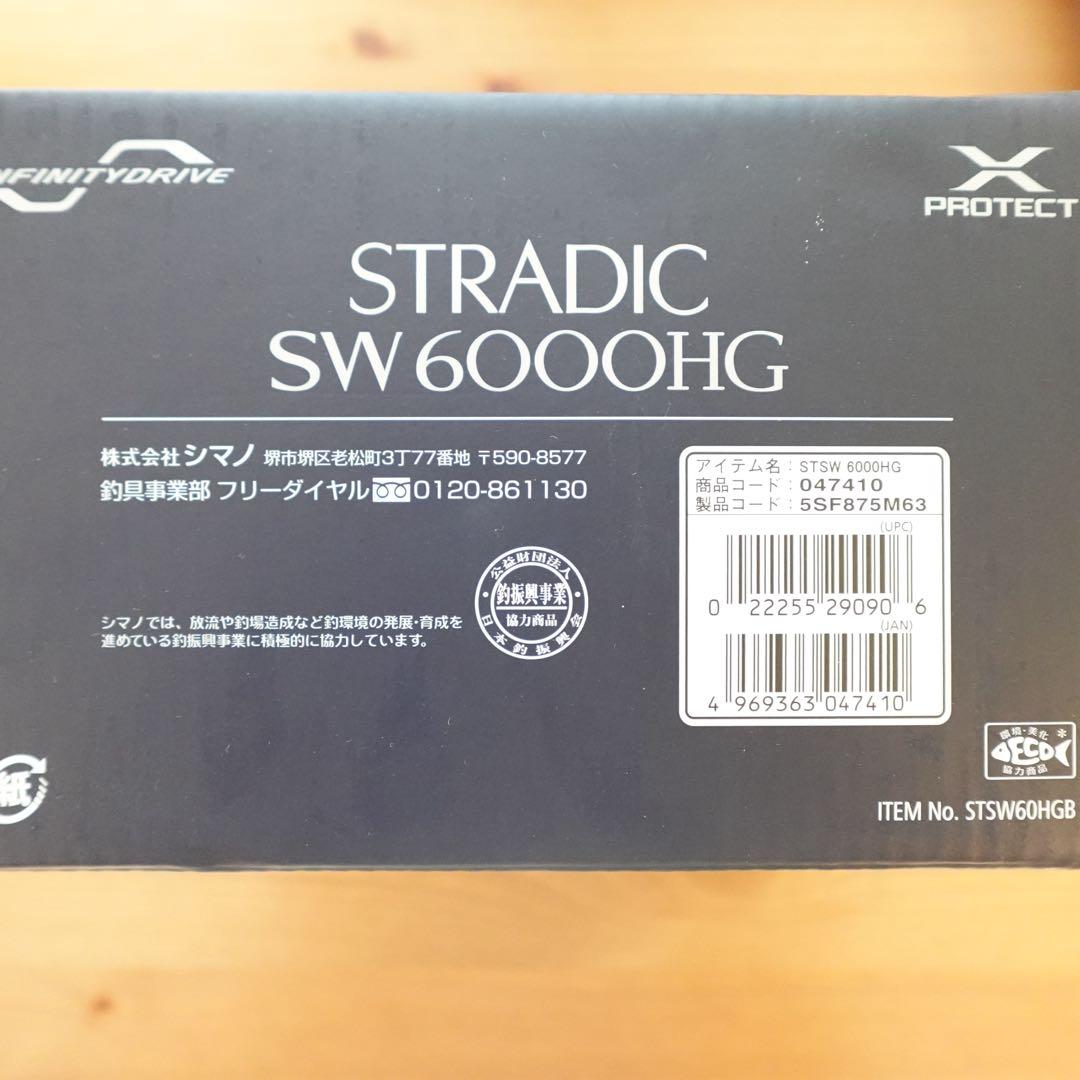 NFINITYDRIVE
X
PROTECT
STRADIC
SW 6000HG
株式会社シマノ 堺市堺区老松町3丁77番地 〒590-8577
釣具事業部 フリーダイヤル 0120-861130
シマノでは、放流や釣場造成など釣環境の発展・育成を
進めている釣振興事業に積極的に協力しています。
公益財団法人
釣振興事業
協力商品
日本釣振興会
アイテム名：STSW 6000HG
商品コード：047410
製品コード：5SF875M63
(UPC)
0 22255 29090 6
(JAN)
4 969363 047410
紙
環境・美化
ECO
協力商品
ITEM No. STSW60HGB